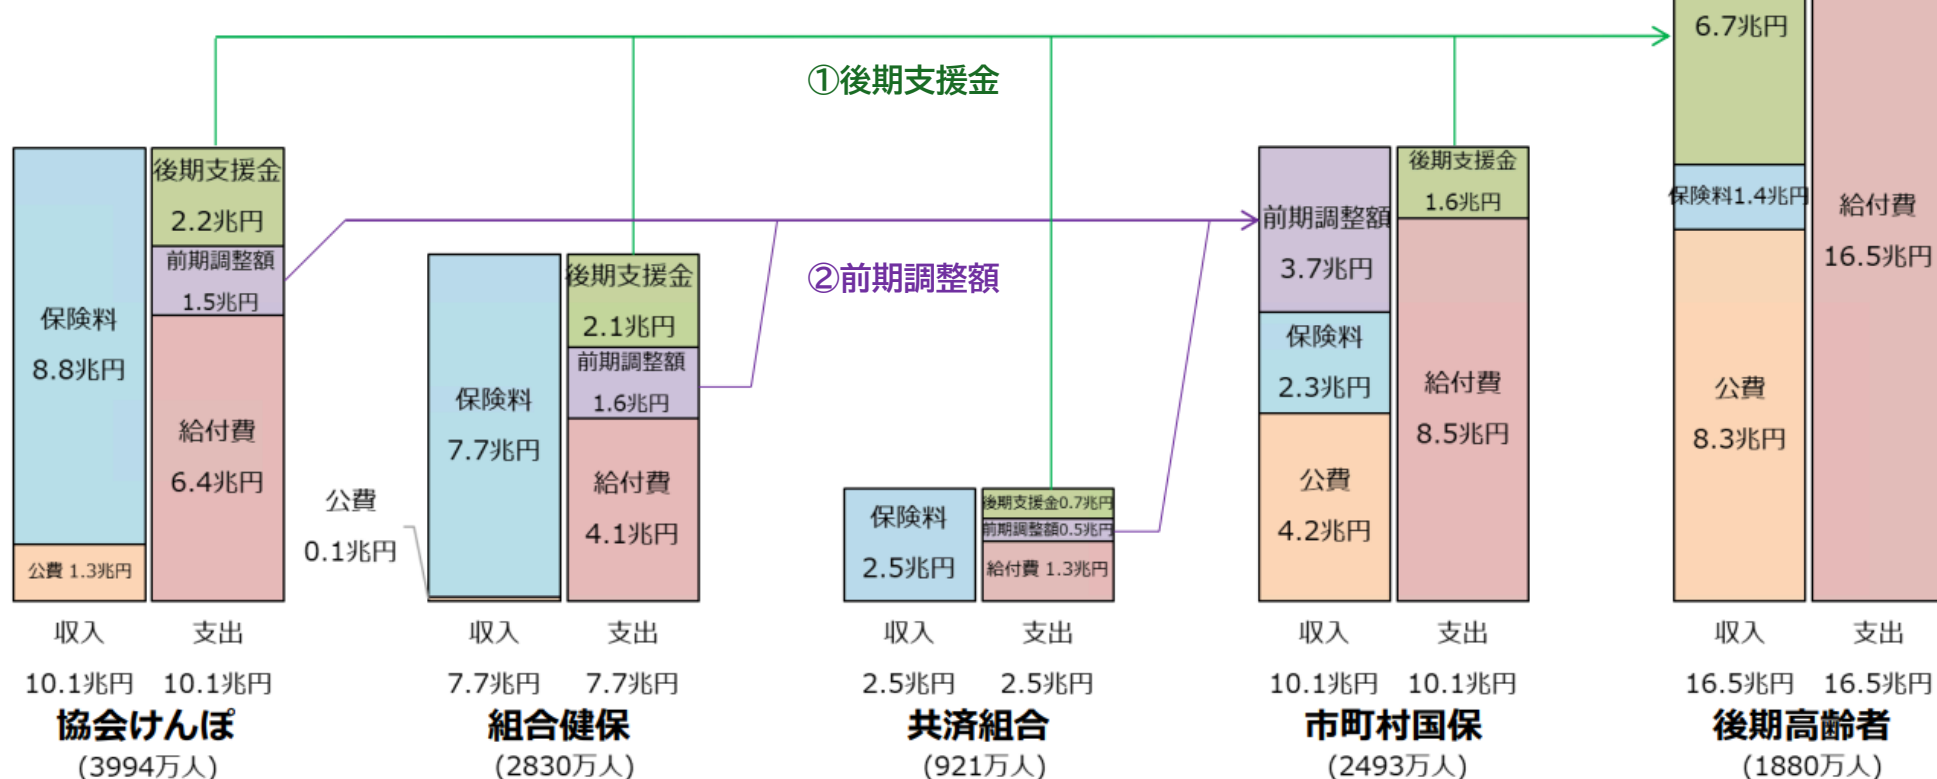 6.7兆円
①後期支援金
後期支援金
2.2兆円
前期調整額
1.5兆円
保険料
8.8兆円
給付費
6.4兆円
公費 1.3兆円
収入
支出
10.1兆円
10.1兆円
協会けんぽ
(3994万人)
②前期調整額
後期支援金
2.1兆円
前期調整額
1.6兆円
保険料
7.7兆円
給付費
4.1兆円
公費
0.1兆円
収入
支出
7.7兆円
7.7兆円
組合健保
(2830万人)
後期支援金0.7兆円
前期調整額0.5兆円
保険料
2.5兆円
給付費 1.3兆円
収入
支出
2.5兆円
2.5兆円
共済組合
(921万人)
後期支援金
1.6兆円
前期調整額
3.7兆円
保険料
2.3兆円
給付費
8.5兆円
公費
4.2兆円
収入
支出
10.1兆円
10.1兆円
市町村国保
(2493万人)
保険料1.4兆円
給付費
16.5兆円
公費
8.3兆円
収入
支出
16.5兆円
16.5兆円
後期高齢者
(1880万人)